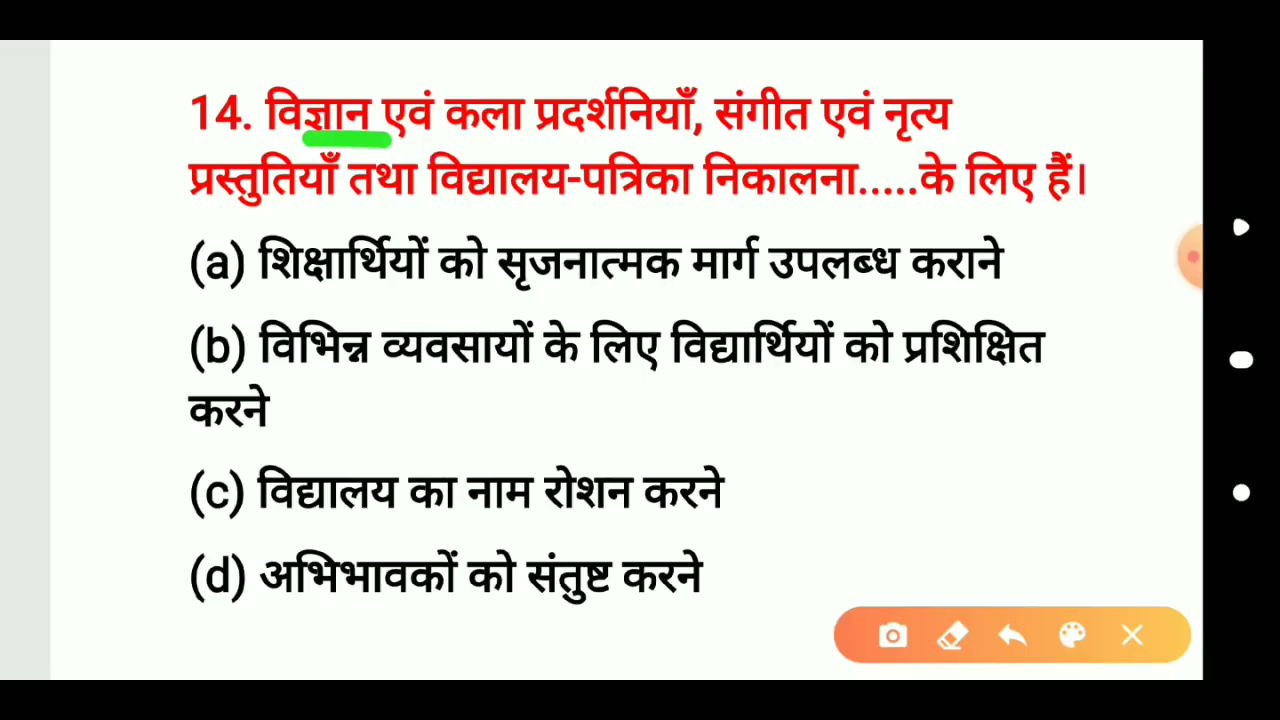 14. विज्ञान एवं कला प्रदर्शनियाँ, संगीत एवं नृत्य
प्रस्तुतियाँ तथा विद्यालय-पत्रिका निकालना.....के लिए हैं।
(a) शिक्षार्थियों को सृजनात्मक मार्ग उपलब्ध कराने
(b) विभिन्न व्यवसायों के लिए विद्यार्थियों को प्रशिक्षित
करने
(c) विद्यालय का नाम रोशन करने
(d) अभिभावकों को संतुष्ट करने